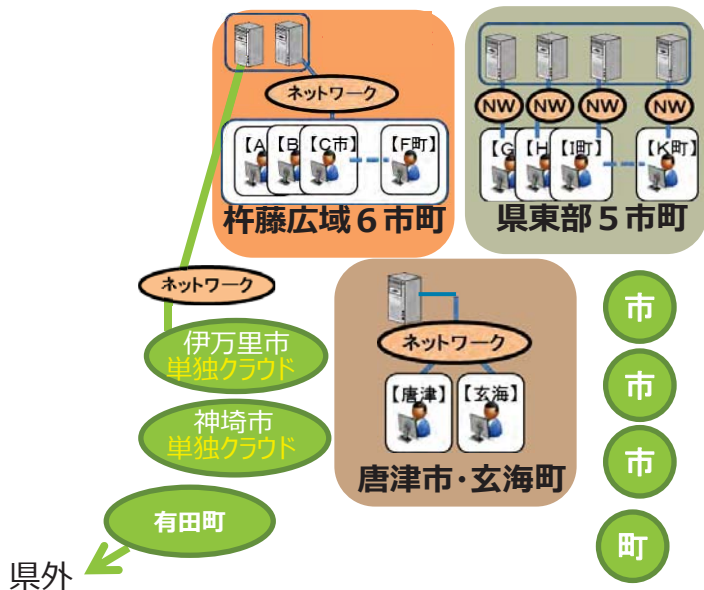 ネットワーク
【A
【B
【C市】
【F町】
杵藤広域６市町
NW
NW
NW
NW
【G
【H
【I町】
【K町】
県東部５市町
ネットワーク
伊万里市
単独クラウド
神埼市
単独クラウド
有田町
県外
ネットワーク
【唐津】
【玄海】
唐津市・玄海町
市
市
市
町